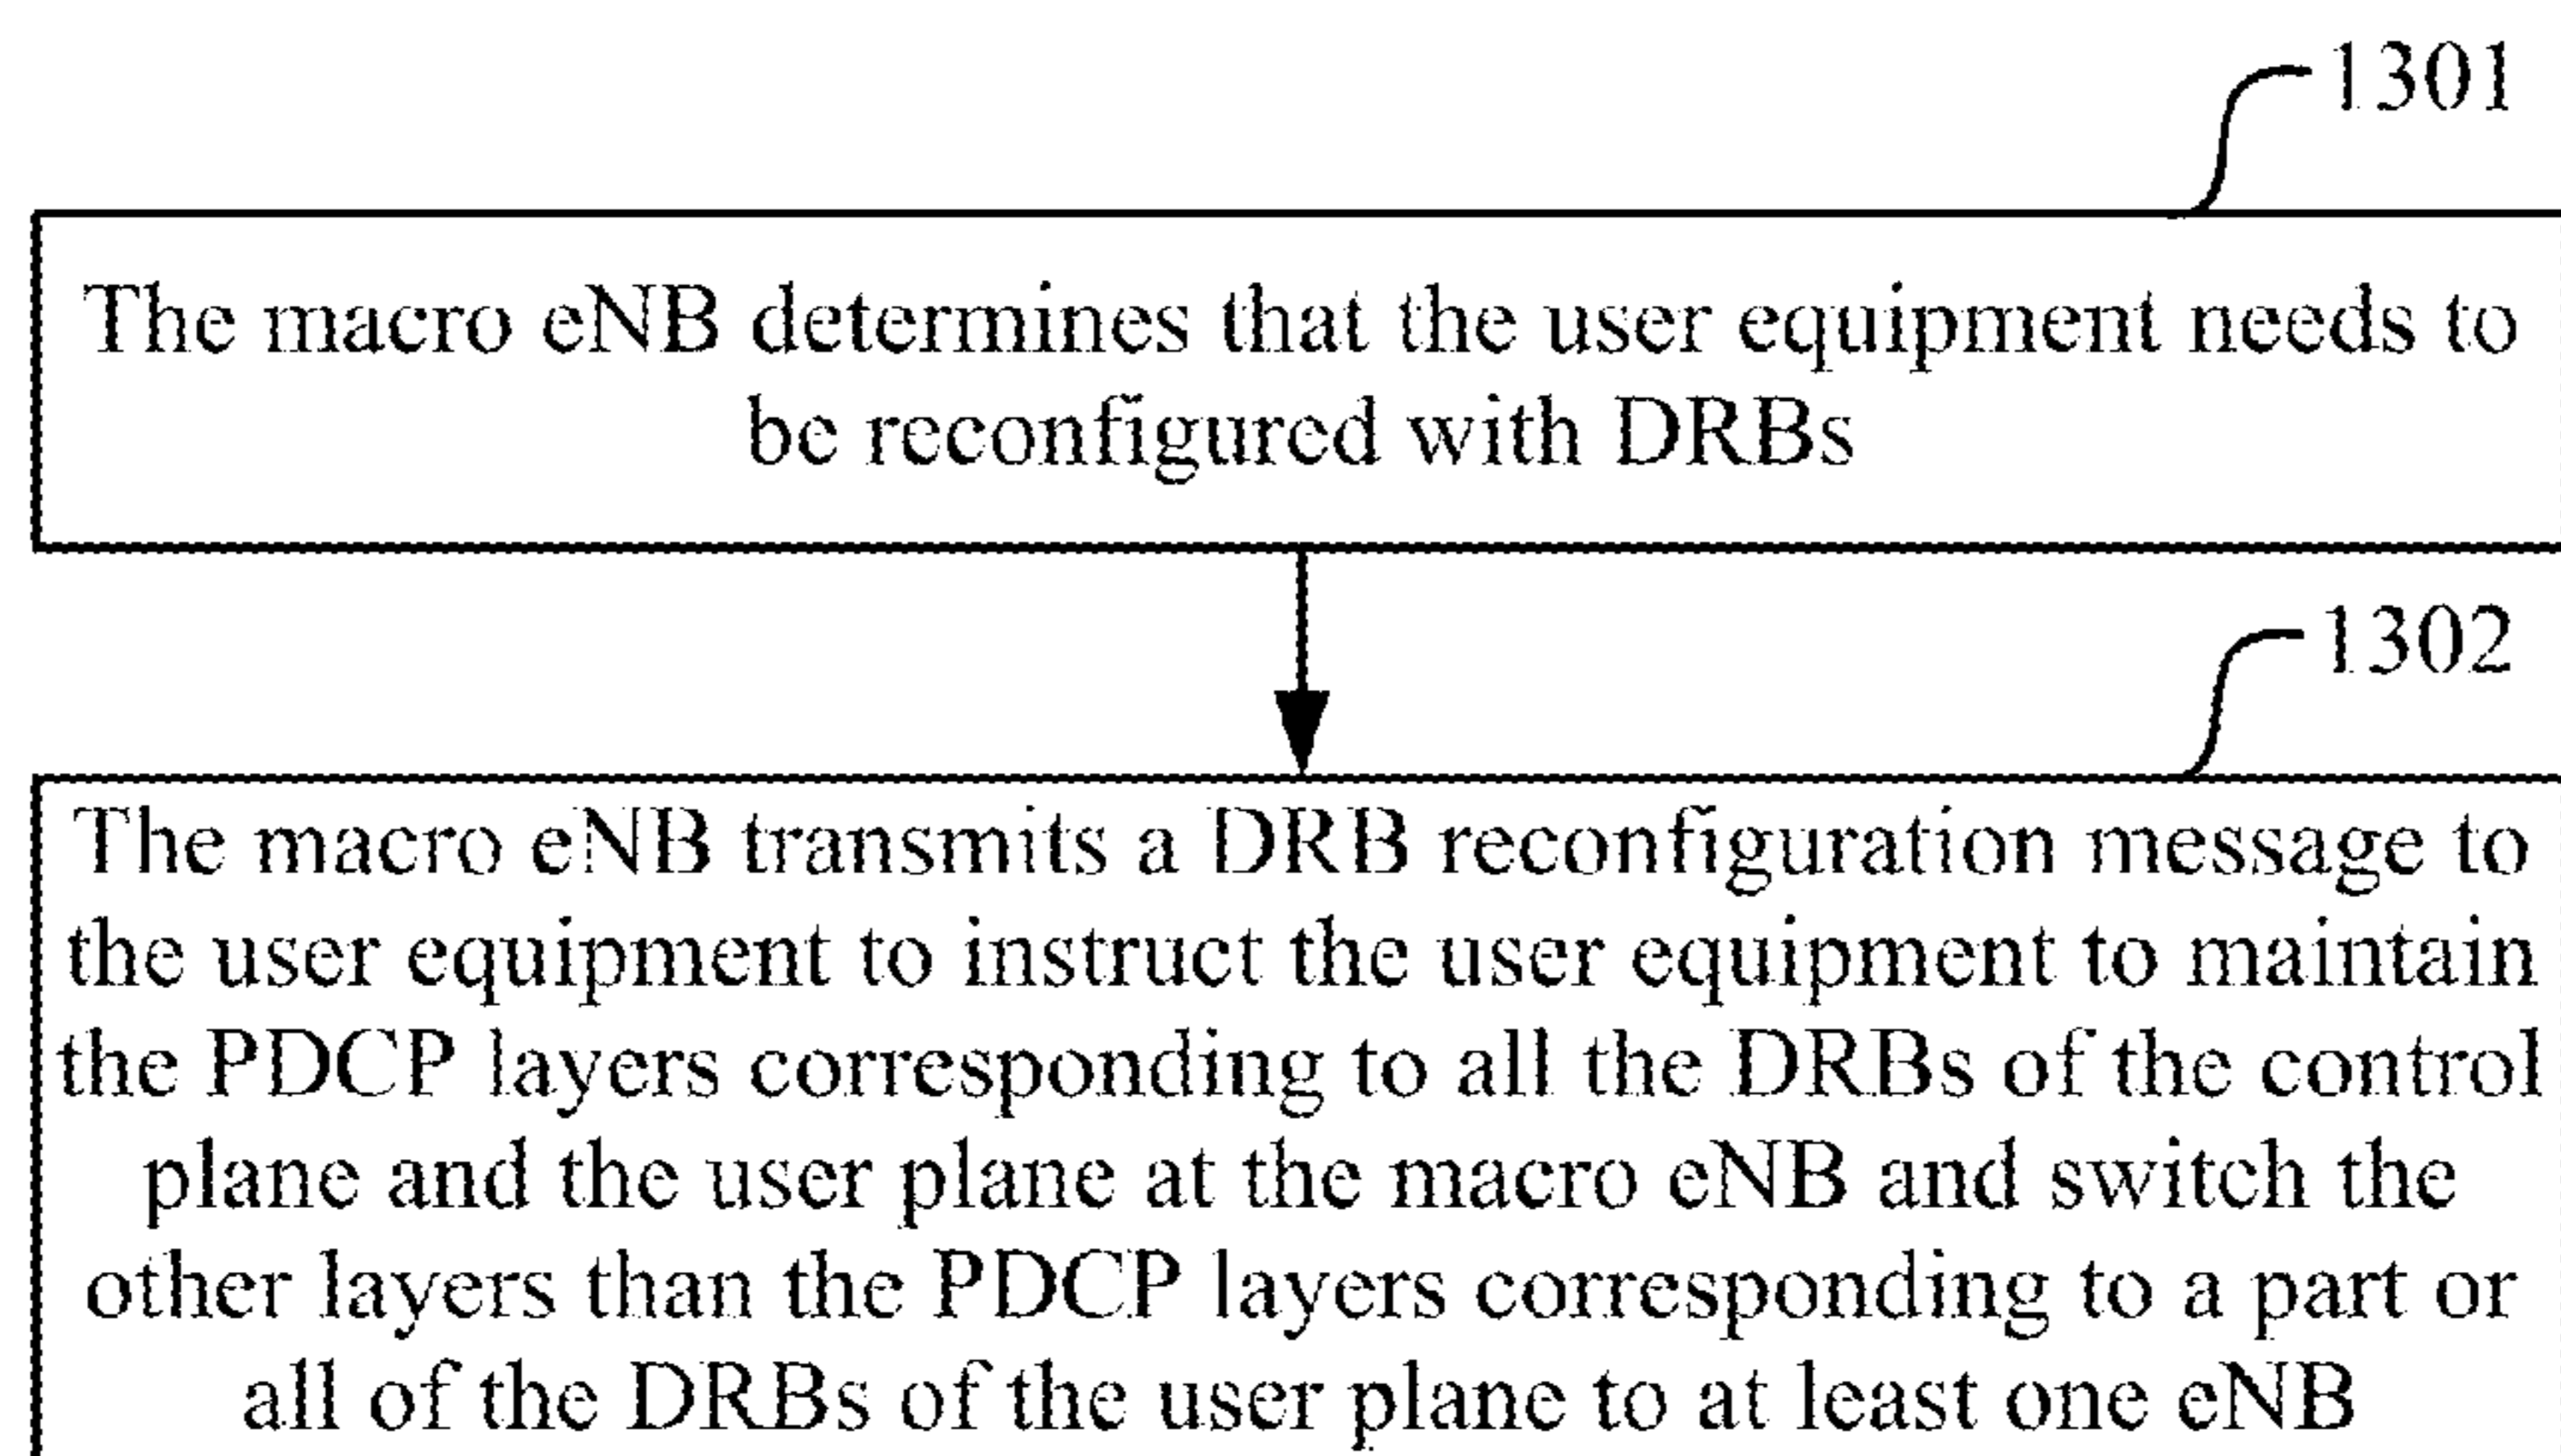 1301
The macro eNB determines that the user equipment needs to
be reconfigured with DRBs
1302
The macro eNB transmits a DRB reconfiguration message to
the user equipment to instruct the user equipment to maintain
the PDCP layers corresponding to all the DRBs of the control
plane and the user plane at the macro eNB and switch the
other layers than the PDCP layers corresponding to a part or
all of the DRBs of the user plane to at least one eNB